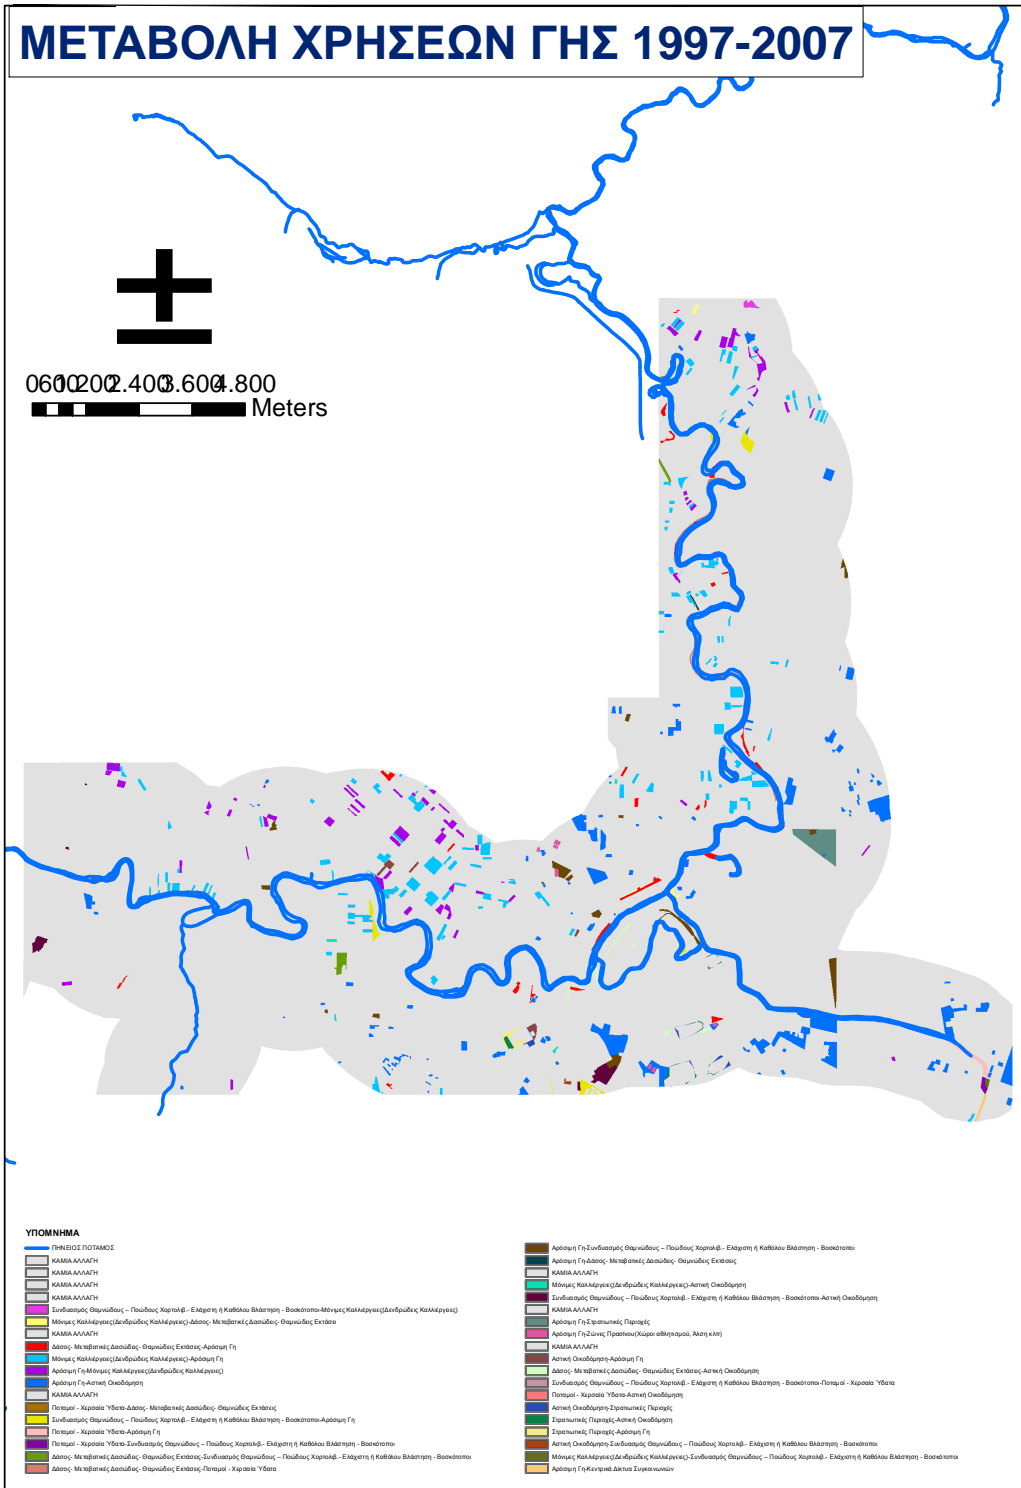 ΜΕΤΑΒΟΛΗ ΧΡΗΣΕΩΝ ΓΗΣ 1997-2007
0 600 1.200 2.400 3.600 4.800
Meters
ΥΠΟΜΝΗΜΑ
ΠΗΝΕΙΟΣ ΠΟΤΑΜΟΣ
ΚΑΜΙΑ ΑΛΛΑΓΗ
ΚΑΜΙΑ ΑΛΛΑΓΗ
ΚΑΜΙΑ ΑΛΛΑΓΗ
ΚΑΜΙΑ ΑΛΛΑΓΗ
Συνδυασμός Θαμνώδους – Ποώδους Χορτολιβ.- Ελάχιστη ή Καθόλου Βλάστηση - Βοσκότοποι-Μόνιμες Καλλιέργειες(Δενδρώδεις Καλλιέργειες)
Μόνιμες Καλλιέργειες(Δενδρώδεις Καλλιέργειες)-Δάσος- Μεταβατικές Δασώδεις- Θαμνώδεις Εκτάσεις
ΚΑΜΙΑ ΑΛΛΑΓΗ
Δάσος- Μεταβατικές Δασώδεις- Θαμνώδεις Εκτάσεις-Αρόσιμη Γη
Μόνιμες Καλλιέργειες(Δενδρώδεις Καλλιέργειες)-Αρόσιμη Γη
Αρόσιμη Γη-Μόνιμες Καλλιέργειες(Δενδρώδεις Καλλιέργειες)
Αρόσιμη Γη-Αστική Οικοδόμηση
ΚΑΜΙΑ ΑΛΛΑΓΗ
Ποταμοί - Χερσαία Ύδατα-Δάσος- Μεταβατικές Δασώδεις- Θαμνώδεις Εκτάσεις
Συνδυασμός Θαμνώδους – Ποώδους Χορτολιβ.- Ελάχιστη ή Καθόλου Βλάστηση - Βοσκότοποι-Αρόσιμη Γη
Ποταμοί - Χερσαία Ύδατα-Αρόσιμη Γη
Ποταμοί - Χερσαία Ύδατα-Συνδυασμός Θαμνώδους – Ποώδους Χορτολιβ.- Ελάχιστη ή Καθόλου Βλάστηση - Βοσκότοποι
Δάσος- Μεταβατικές Δασώδεις- Θαμνώδεις Εκτάσεις-Συνδυασμός Θαμνώδους – Ποώδους Χορτολιβ.- Ελάχιστη ή Καθόλου Βλάστηση - Βοσκότοποι
Δάσος- Μεταβατικές Δασώδεις- Θαμνώδεις Εκτάσεις-Ποταμοί - Χερσαία Ύδατα
Αρόσιμη Γη-Συνδυασμός Θαμνώδους – Ποώδους Χορτολιβ.- Ελάχιστη ή Καθόλου Βλάστηση - Βοσκότοποι
Αρόσιμη Γη-Δάσος- Μεταβατικές Δασώδεις- Θαμνώδεις Εκτάσεις
ΚΑΜΙΑ ΑΛΛΑΓΗ
Μόνιμες Καλλιέργειες(Δενδρώδεις Καλλιέργειες)-Αστική Οικοδόμηση
Συνδυασμός Θαμνώδους – Ποώδους Χορτολιβ.- Ελάχιστη ή Καθόλου Βλάστηση - Βοσκότοποι-Αστική Οικοδόμηση
ΚΑΜΙΑ ΑΛΛΑΓΗ
Αρόσιμη Γη-Στρατιωτικές Περιοχές
Αρόσιμη Γη-Ζώνες Πρασίνου(Χώροι αθλητισμού, Άλση κλπ)
ΚΑΜΙΑ ΑΛΛΑΓΗ
Αστική Οικοδόμηση-Αρόσιμη Γη
Δάσος- Μεταβατικές Δασώδεις- Θαμνώδεις Εκτάσεις-Αστική Οικοδόμηση
Συνδυασμός Θαμνώδους – Ποώδους Χορτολιβ.- Ελάχιστη ή Καθόλου Βλάστηση - Βοσκότοποι-Ποταμοί - Χερσαία Ύδατα
Ποταμοί - Χερσαία Ύδατα-Αστική Οικοδόμηση
Αστική Οικοδόμηση-Στρατιωτικές Περιοχές
Στρατιωτικές Περιοχές-Αστική Οικοδόμηση
Στρατιωτικές Περιοχές-Αρόσιμη Γη
Αστική Οικοδόμηση-Συνδυασμός Θαμνώδους – Ποώδους Χορτολιβ.- Ελάχιστη ή Καθόλου Βλάστηση - Βοσκότοποι
Μόνιμες Καλλιέργειες(Δενδρώδεις Καλλιέργειες)-Συνδυασμός Θαμνώδους – Ποώδους Χορτολιβ.- Ελάχιστη ή Καθόλου Βλάστηση - Βοσκότοποι
Αρόσιμη Γη-Κεντρικά Δίκτυα Συγκοινωνιών